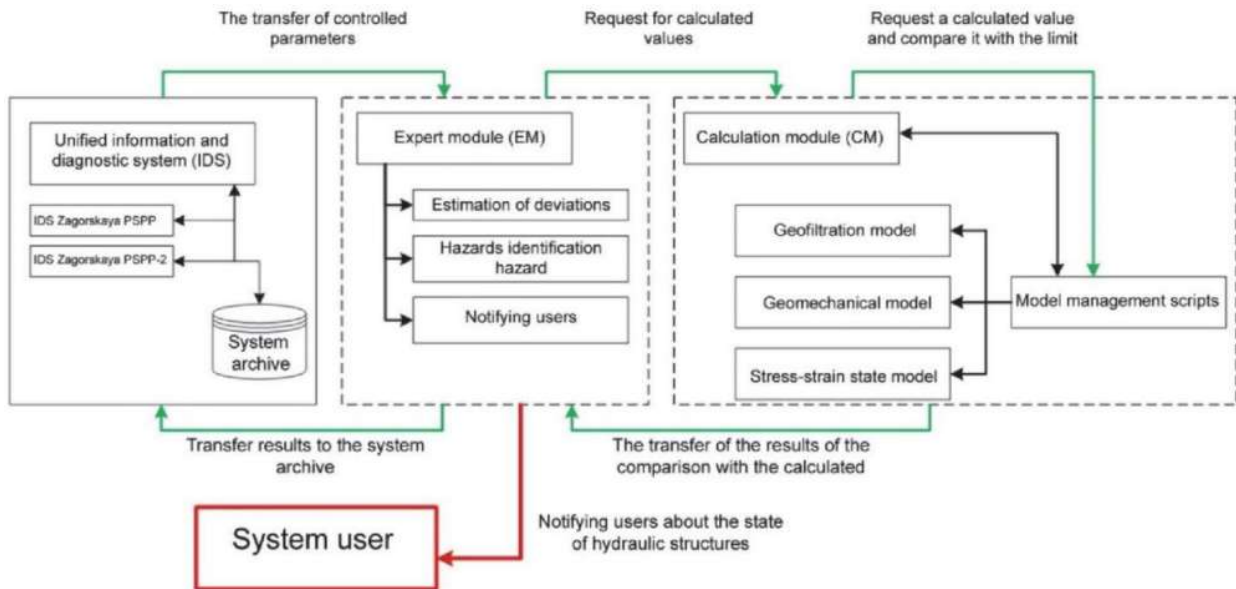 The transfer of controlled
parameters
Request for calculated
values
Request a calculated value
and compare it with the limit
Unified information and
diagnostic system (IDS)
IDS Zagorskaya PSPP
IDS Zagorskaya PSPP-2
System
archive
Expert module (EM)
Estimation of deviations
Hazards identification
hazard
Notifying users
Calculation module (CM)
Geofiltration model
Geomechanical model
Stress-strain state model
Model management scripts
Transfer results to the system
archive
The transfer of the results of the
comparison with the calculated
System user
Notifying users about the state
of hydraulic structures